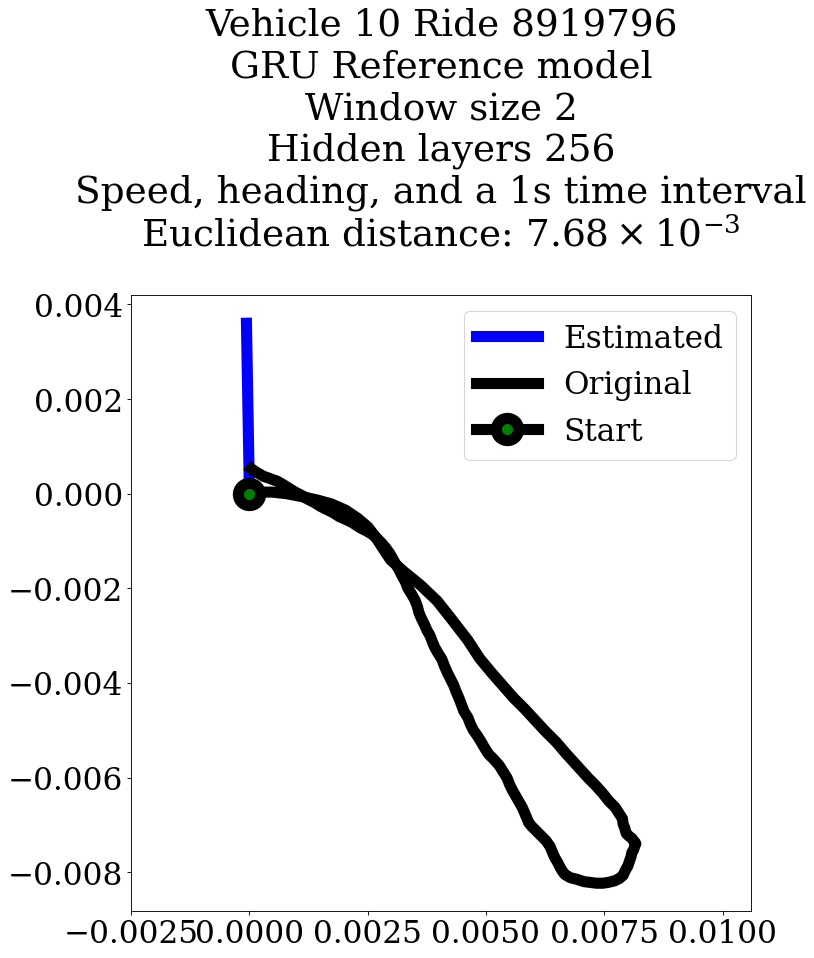 Vehicle 10 Ride 8919796
GRU Reference model
Window size 2
Hidden layers 256
Speed, heading, and a 1s time interval
Euclidean distance: 7.68 × 10⁻³
Estimated
Original
Start
0.004
0.002
0.000
−0.002
−0.004
−0.006
−0.008
−0.0025 0.0000 0.0025 0.0050 0.0075 0.0100